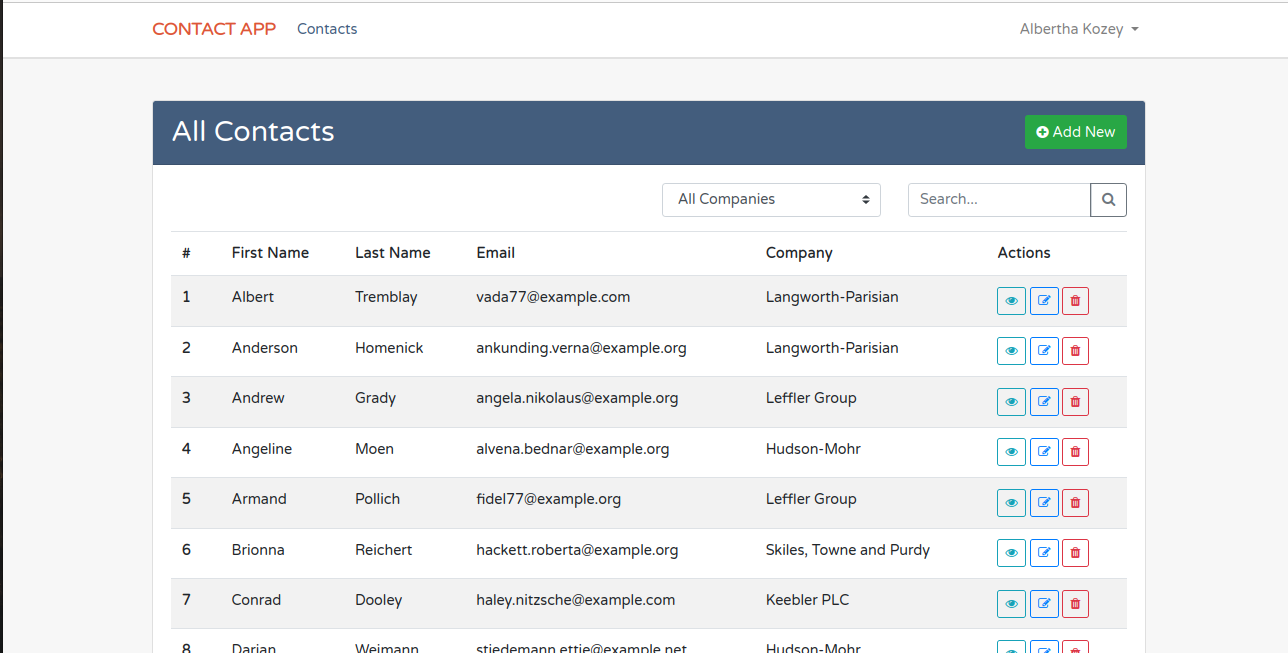 CONTACT APP Contacts Albertha Kozey
All Contacts Add New
All Companies Search...
# First Name Last Name Email Company Actions
1 Albert Tremblay vada77@example.com Langworth-Parisian
2 Anderson Homenick ankunding.verna@example.org Langworth-Parisian
3 Andrew Grady angela.nikolaus@example.org Leffler Group
4 Angeline Moen alvena.bednar@example.org Hudson-Mohr
5 Armand Pollich fidel77@example.org Leffler Group
6 Brionna Reichert hackett.roberta@example.org Skiles, Towne and Purdy
7 Conrad Dooley haley.nitzsche@example.com Keebler PLC
8 Darian Weimann stiedemann.ettie@example.net Hudson-Mohr